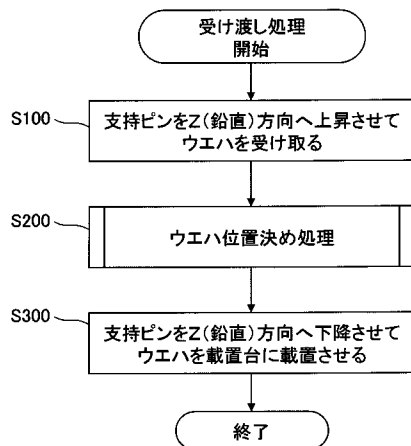 受け渡し処理
開始
S100
支持ピンをZ(鉛直)方向へ上昇させて
ウエハを受け取る
S200
ウエハ位置決め処理
S300
支持ピンをZ(鉛直)方向へ下降させて
ウエハを載置台に載置させる
終了